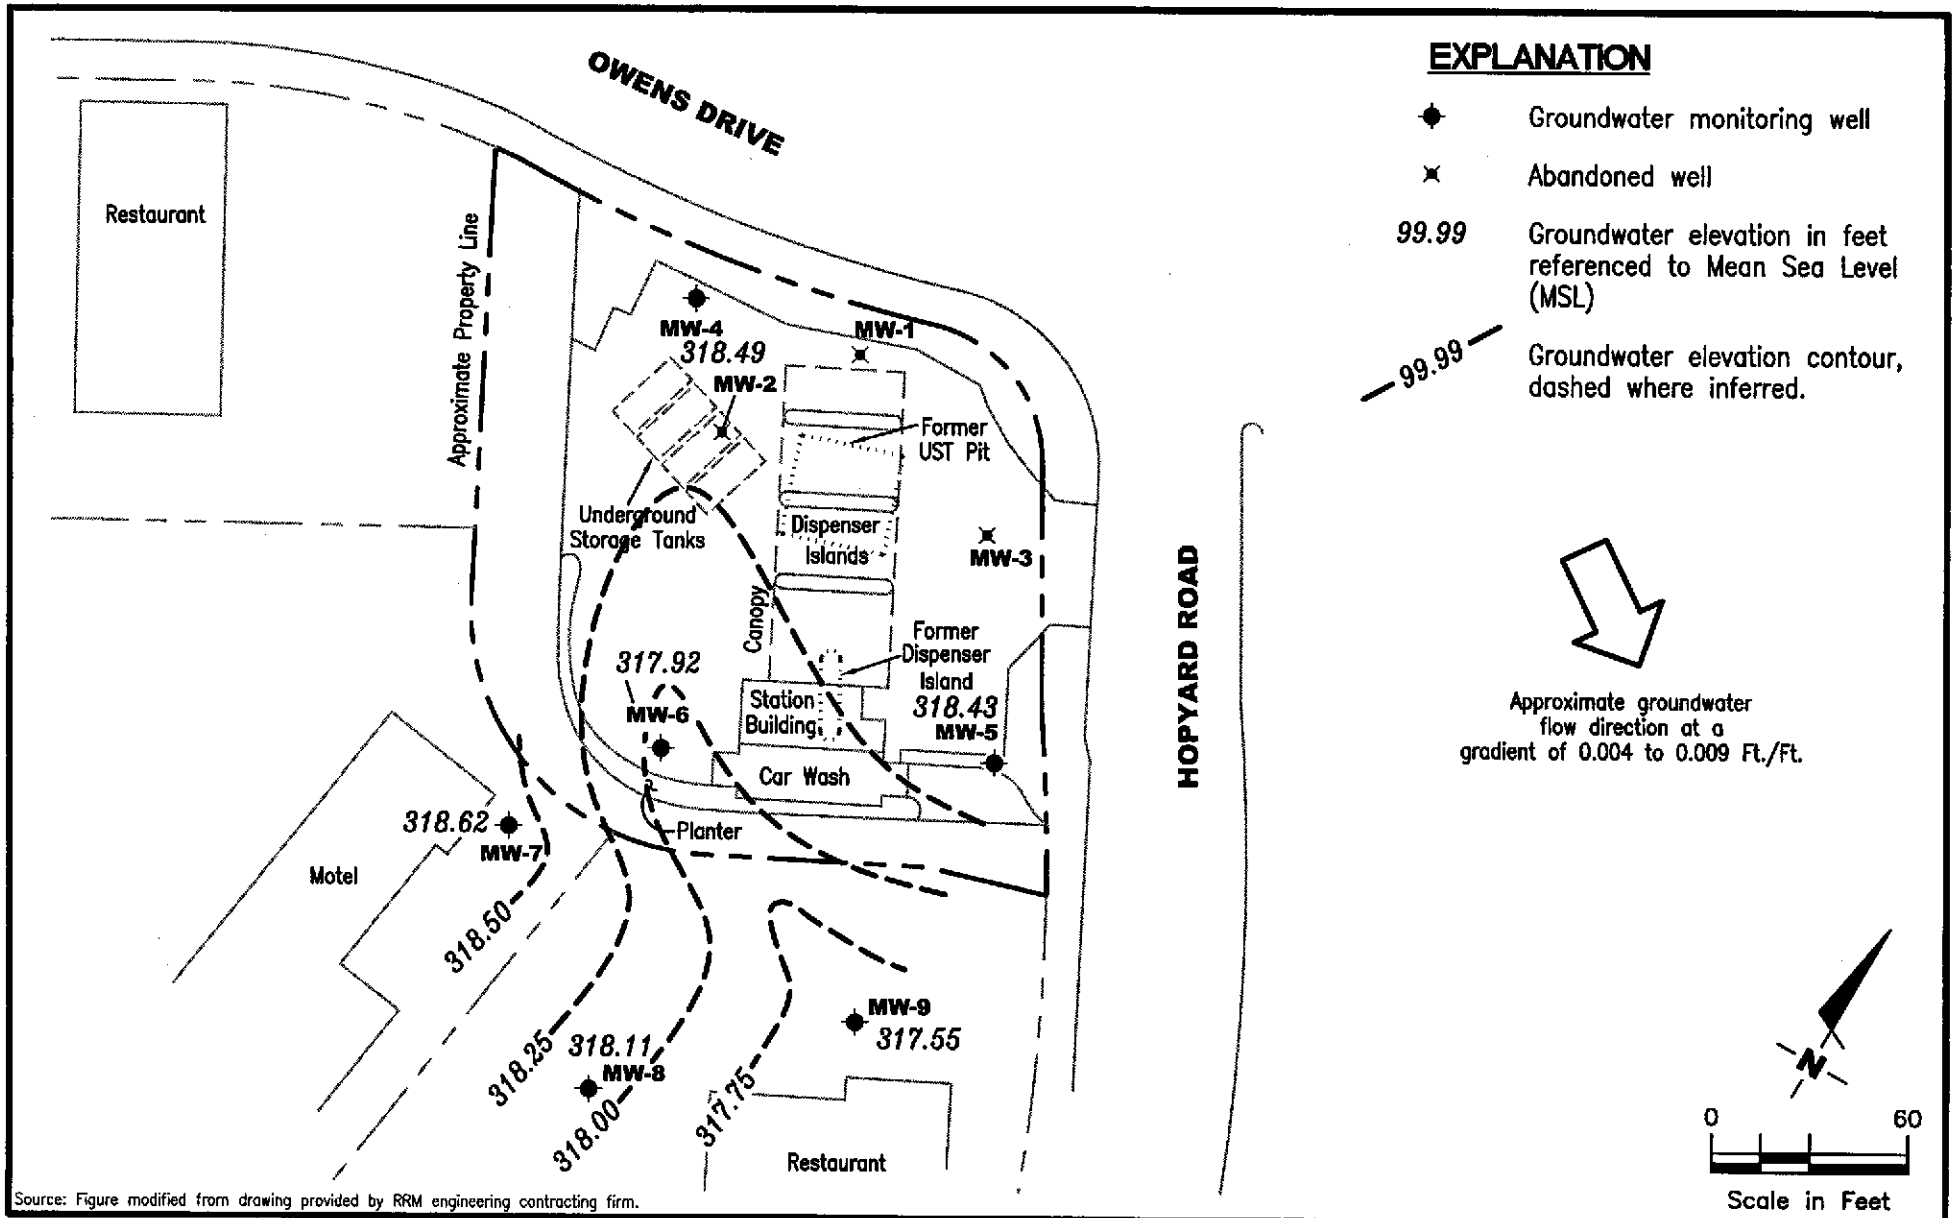 OWENS DRIVE
EXPLANATION
Groundwater monitoring well
Abandoned well
99.99
Groundwater elevation in feet
referenced to Mean Sea Level
(MSL)
99.99
Groundwater elevation contour,
dashed where inferred.
Restaurant
Approximate Property Line
MW-4
318.49
MW-1
MW-2
Former
UST Pit
Underground
Storage Tanks
Dispenser
Islands
MW-3
Canopy
HOPYARD ROAD
Former
Dispenser
Island
317.92
MW-6
Station
Building
318.43
MW-5
Car Wash
Approximate groundwater
flow direction at a
gradient of 0.004 to 0.009 Ft./Ft.
318.62
MW-7
Planter
Motel
318.50
318.25
318.11
MW-8
318.00
317.75
MW-9
317.55
Restaurant
N
0 60
Scale in Feet
Source: Figure modified from drawing provided by RRM engineering contracting firm.